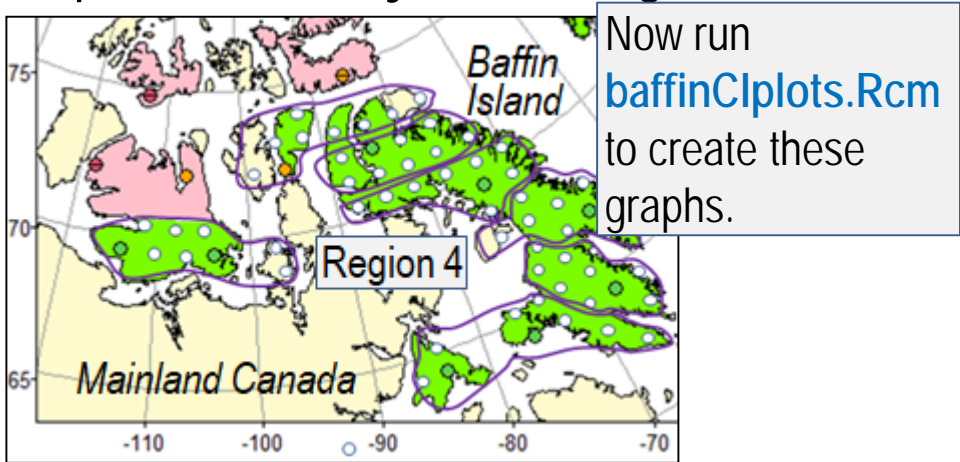 Now run
baffinCIplots.Rcm
to create these
graphs.
Baffin
Island
75
70
65
Region 4
Mainland Canada
-110 -100 -90 -80 -70